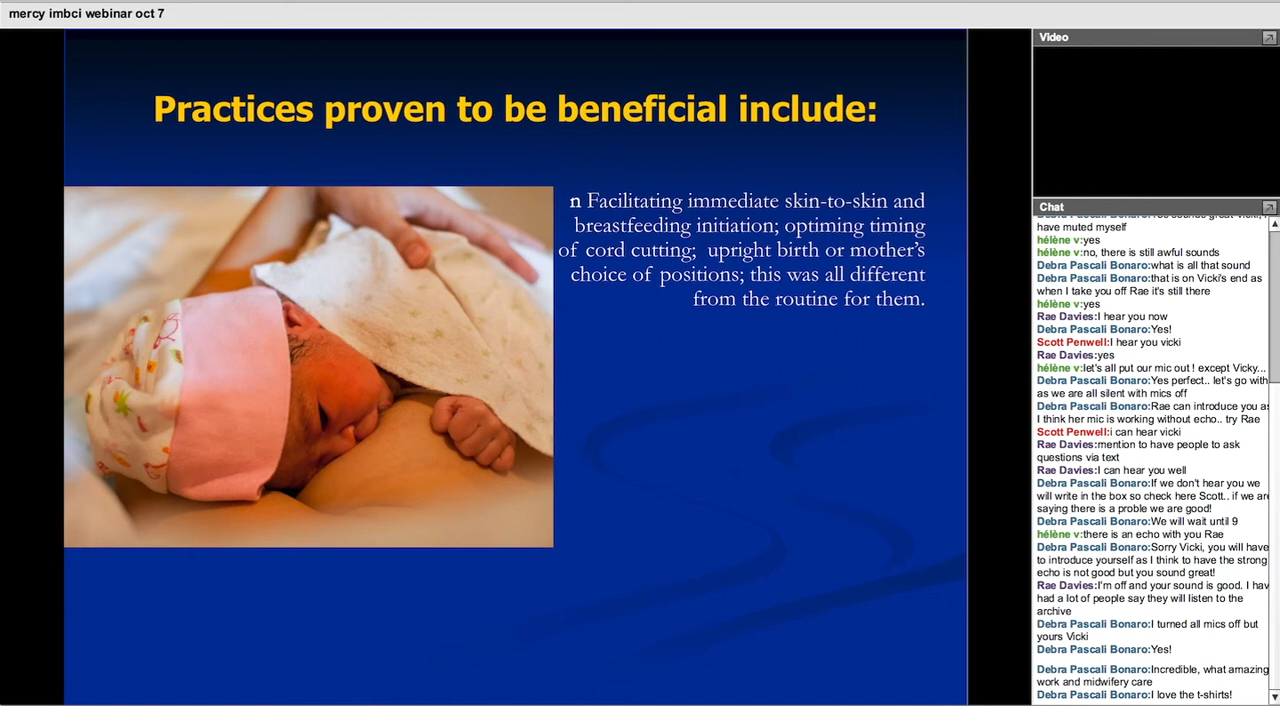 mercy imbci webinar oct 7
Practices proven to be beneficial include:
n Facilitating immediate skin-to-skin and
breastfeeding initiation; optiming timing
of cord cutting; upright birth or mother's
choice of positions; this was all different
from the routine for them.
Video
Chat
have muted myself
hélène v:yes
hélène v:no, there is still awful sounds
Debra Pascali Bonaro:what is all that sound
Debra Pascali Bonaro:that is on Vicki's end as
when I take you off Rae it's still there
hélène v:yes
Rae Davies:I hear you now
Debra Pascali Bonaro:Yes!
Scott Penwell:I hear you vicki
Rae Davies:yes
hélène v:let's all put our mic out ! except Vicky...
Debra Pascali Bonaro:Yes perfect.. let's go with
as we are all silent with mics off
Debra Pascali Bonaro:Rae can introduce you as
I think her mic is working without echo.. try Rae
Scott Penwell:i can hear vicki
Rae Davies:mention to have people to ask
questions via text
Rae Davies:I can hear you well
Debra Pascali Bonaro:If we don't hear you we
will write in the box so check here Scott.. if we are
saying there is a proble we are good!
Debra Pascali Bonaro:We will wait until 9
hélène v:there is an echo with you Rae
Debra Pascali Bonaro:Sorry Vicki, you will have
to introduce yourself as I think to have the strong
echo is not good but you sound great!
Rae Davies:I'm off and your sound is good. I hav
had a lot of people say they will listen to the
archive
Debra Pascali Bonaro:I turned all mics off but
yours Vicki
Debra Pascali Bonaro:Yes!
Debra Pascali Bonaro:Incredible, what amazing
work and midwifery care
Debra Pascali Bonaro:I love the t-shirts!